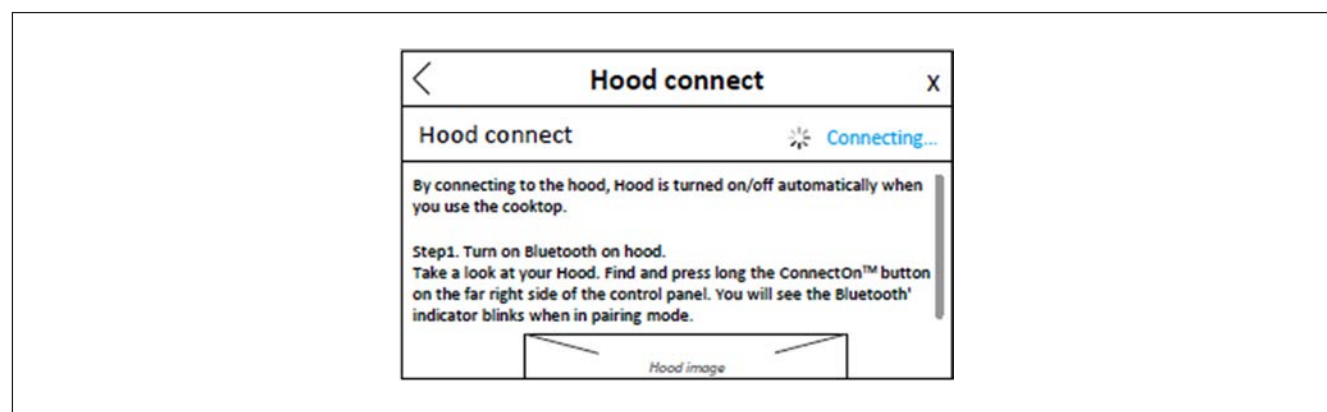 Hood connect X
Hood connect Connecting...
By connecting to the hood, Hood is turned on/off automatically when
you use the cooktop.
Step1. Turn on Bluetooth on hood.
Take a look at your Hood. Find and press long the ConnectOn™ button
on the far right side of the control panel. You will see the Bluetooth'
indicator blinks when in pairing mode.
Hood image